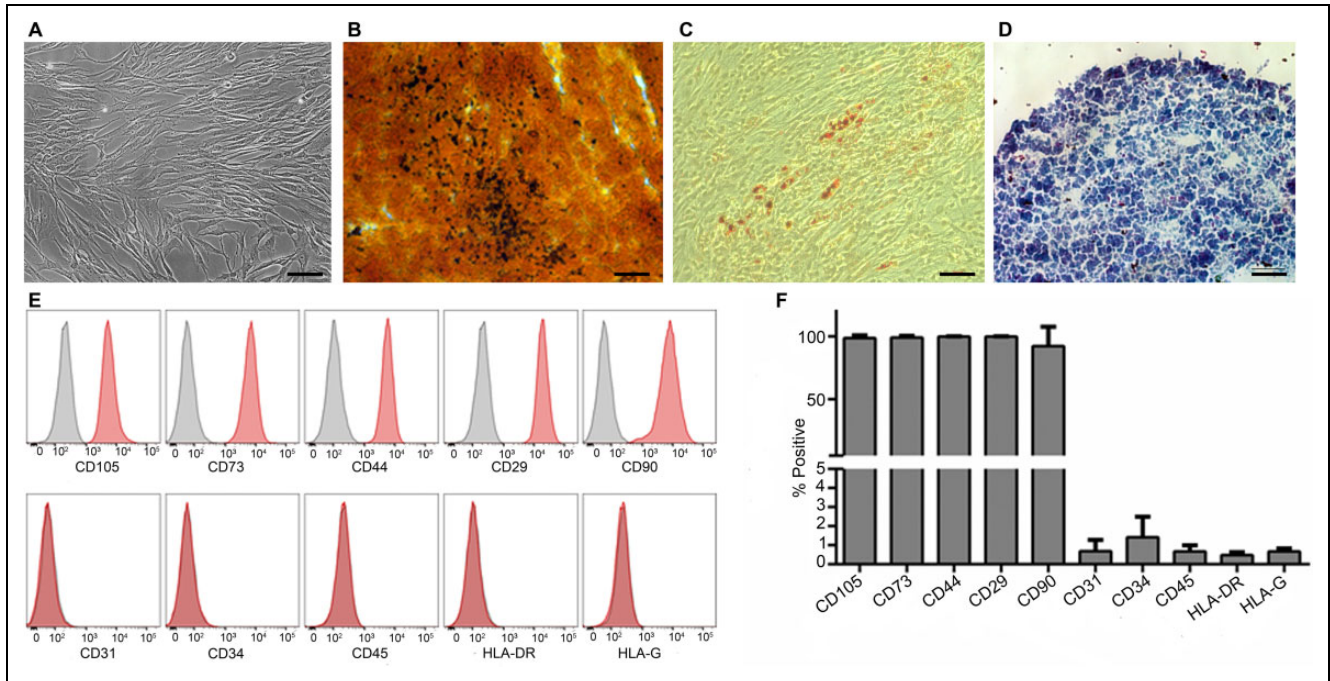 A B C D
E
0 10² 10³ 10⁴ 10⁵ 0 10² 10³ 10⁴ 10⁵ 0 10² 10³ 10⁴ 10⁵ 0 10² 10³ 10⁴ 10⁵ 0 10² 10³ 10⁴ 10⁵
CD105 CD73 CD44 CD29 CD90
0 10² 10³ 10⁴ 10⁵ 0 10² 10³ 10⁴ 10⁵ 0 10² 10³ 10⁴ 10⁵ 0 10² 10³ 10⁴ 10⁵ 0 10² 10³ 10⁴ 10⁵
CD31 CD34 CD45 HLA-DR HLA-G
F
% Positive
100
50
5
4
3
2
1
0
CD105 CD73 CD44 CD29 CD90 CD31 CD34 CD45 HLA-DR HLA-G